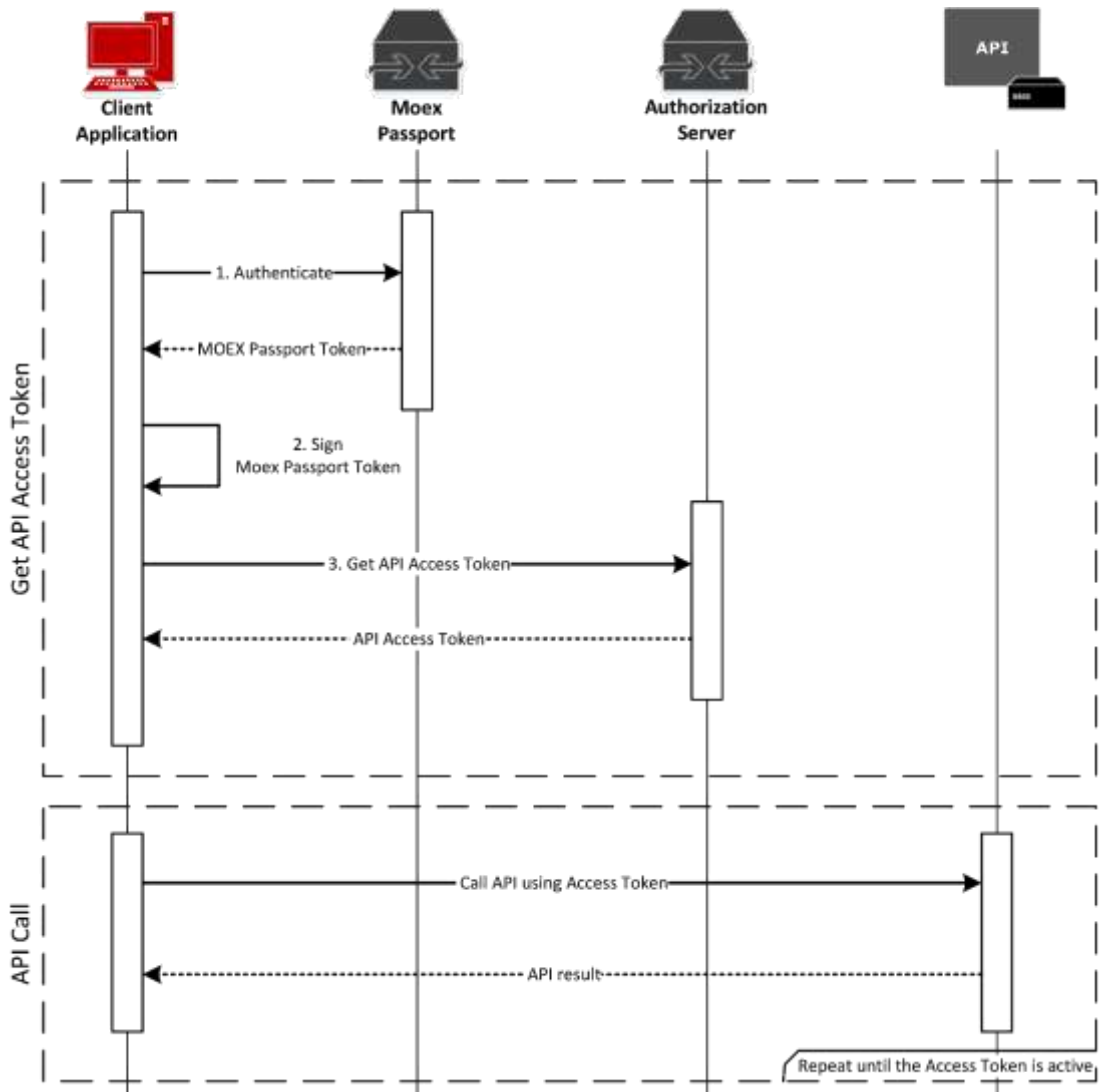 API
Client
Application
Moex
Passport
Authorization
Server
Get API Access Token
1. Authenticate
MOEX Passport Token
2. Sign
Moex Passport Token
3. Get API Access Token
API Access Token
API Call
Call API using Access Token
API result
Repeat until the Access Token is active